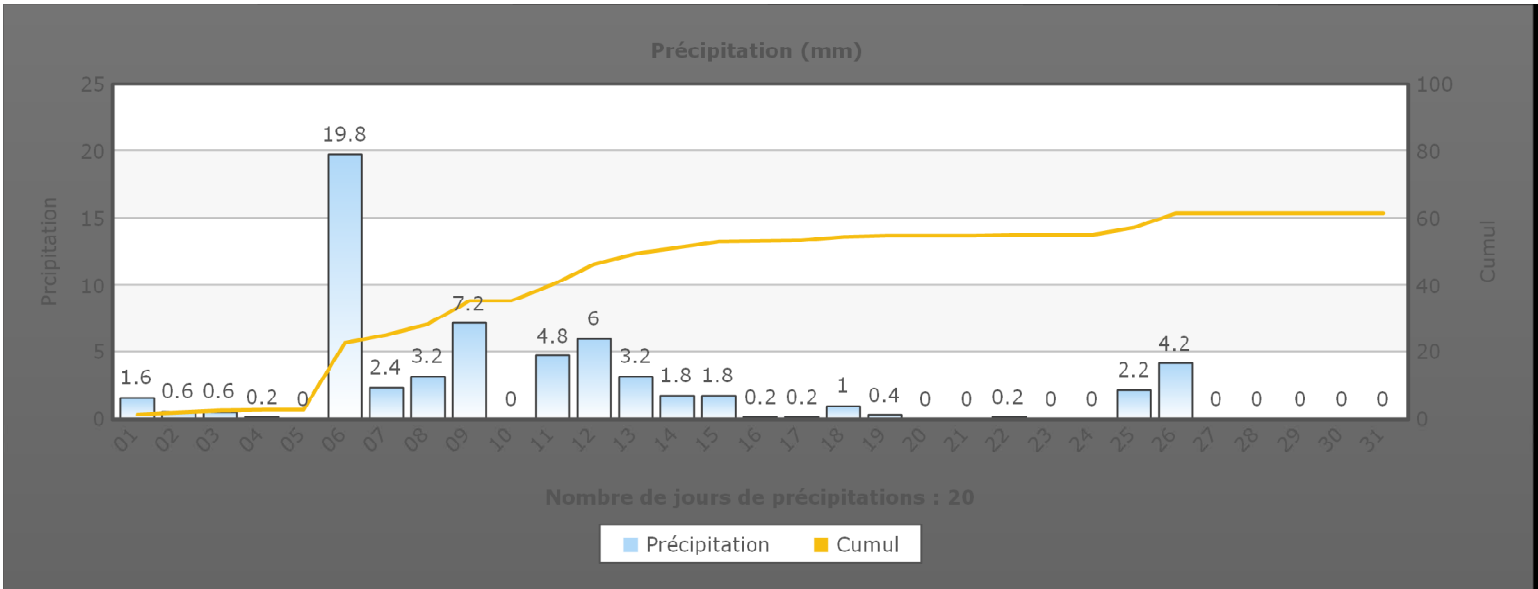 Précipitation (mm)
25 100
19.8
20 80
15 60
Prcipitation Cumul
10 40
7.2
4.8 6
5 20
1.6 0.6 0.6 0.2 0 2.4 3.2 0 3.2 1.8 1.8 0.2 0.2 1 0.4 0 0 0.2 0 0 2.2 4.2 0 0 0 0 0
0 0
01 02 03 04 05 06 07 08 09 10 11 12 13 14 15 16 17 18 19 20 21 22 23 24 25 26 27 28 29 30 31
Nombre de jours de précipitations : 20
Précipitation Cumul